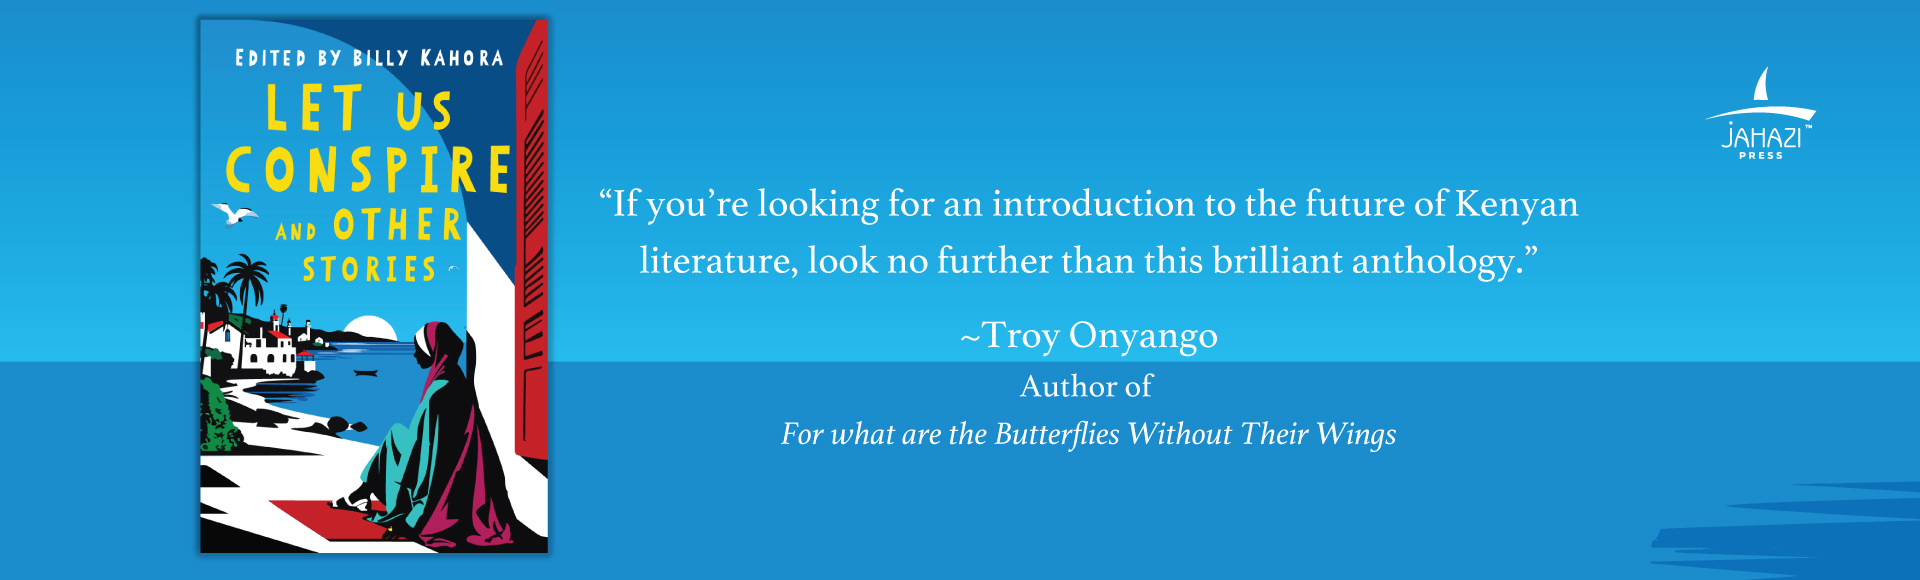 EDITED BY BILLY KAHORA
LET US
CONSPIRE
AND OTHER
STORIES
“If you’re looking for an introduction to the future of Kenyan
literature, look no further than this brilliant anthology.”
~Troy Onyango
Author of
For what are the Butterflies Without Their Wings
JAHAZI™
PRESS